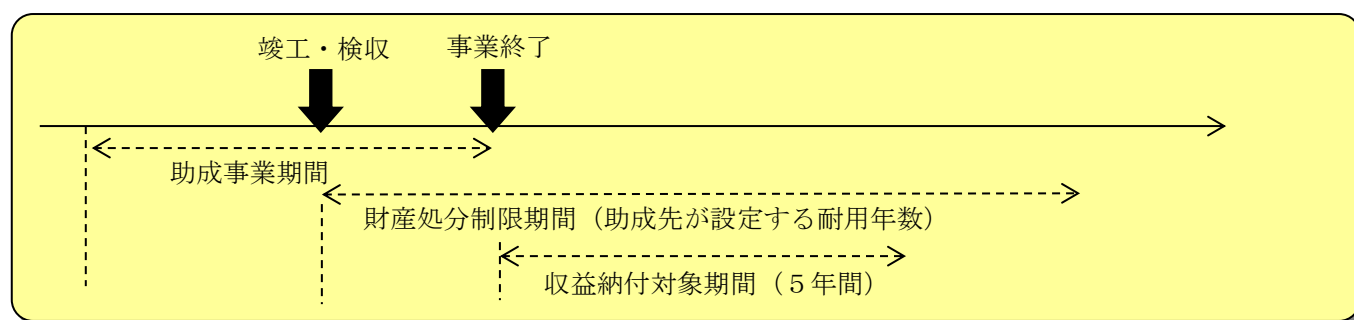 竣工・検収
事業終了
助成事業期間
財産処分制限期間（助成先が設定する耐用年数）
収益納付対象期間（５年間）